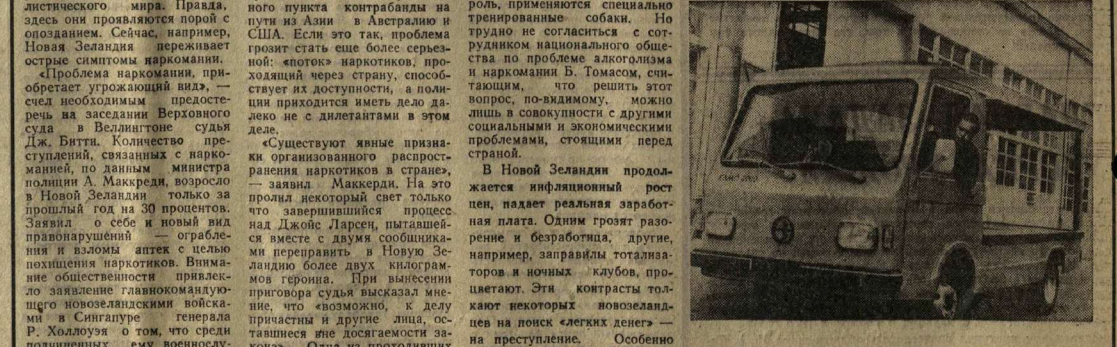 листического мира. Правда,
здесь они проявляются порой с
опозданием. Сейчас, например,
Новая Зеландия переживает
острые симптомы наркомании.
«Проблема наркомании, при-
обретает угрожающий вид», —
счел необходимым предосте-
речь на заседании Верховного
суда в Веллингтоне судья
Дж. Битти. Количество пре-
ступлений, связанных с нарко-
манией, по данным министра
полиции А. Маккреди, возросло
в Новой Зеландии только за
прошлый год на 30 процентов.
Заявил о себе и новый вид
правонарушений — ограбле-
ния и взломы аптек с целью
похищения наркотиков. Внима-
ние общественности привлек-
ло заявление главнокомандую-
щего новозеландскими войска-
ми в Сингапуре генерала
Р. Холлоуэя о том, что среди
подчиненных ему военнослу-
ного пункта контрабанды на
пути из Азии в Австралию и
США. Если это так, проблема
грозит стать еще более серьез-
ной: «поток» наркотиков, про-
ходящий через страну, способ-
ствует их доступности, а поли-
ции приходится иметь дело да-
леко не с дилетантами в этом
деле.
«Существуют явные призна-
ки организованного распрост-
ранения наркотиков в стране»,
— заявил Маккерди. На это
пролил некоторый свет только
что завершившийся процесс
над Джойс Ларсен, пытавшей-
ся вместе с двумя сообщника-
ми переправить в Новую Зе-
ландию более двух килограм-
мов героина. При вынесении
приговора судья высказал мне-
ние, что «возможно, к делу
причастны и другие лица, ос-
тавшиеся вне досягаемости за-
кона». Одна из проходивших
роль, применяются специально
тренированные собаки. Но
трудно не согласиться с сот-
рудником национального обще-
ства по проблеме алкоголизма
и наркомании Б. Томасом, счи-
тающим, что решить этот
вопрос, по-видимому, можно
лишь в совокупности с другими
социальными и экономическими
проблемами, стоящими перед
страной.
В Новой Зеландии продол-
жается инфляционный рост
цен, падает реальная заработ-
ная плата. Одним грозят разо-
рение и безработица, другие,
например, заправилы тотализа-
торов и ночных клубов, про-
цветают. Эти контрасты тол-
кают некоторых новозеланд-
цев на поиск «легких денег» —
на преступление. Особенно